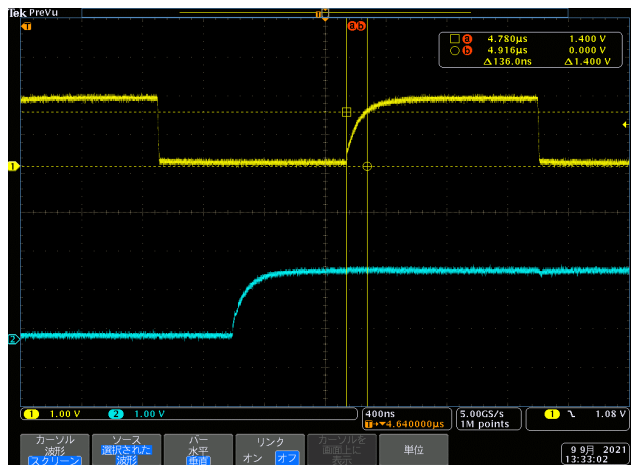 Tek PreVu
T
T
a b
a 4.780µs 1.400 V
b 4.916µs 0.000 V
Δ136.0ns Δ1.400 V
1
2
1 1.00 V 2 1.00 V
400ns
T→▼4.640000µs
5.00GS/s
1M points
1 1.08 V
カーソル
波形
スクリーン
ソース
選択された
波形
バー
水平
垂直
リンク
オン オフ
カーソルを
画面上に
表示
単位
9 9月 2021
13:33:02